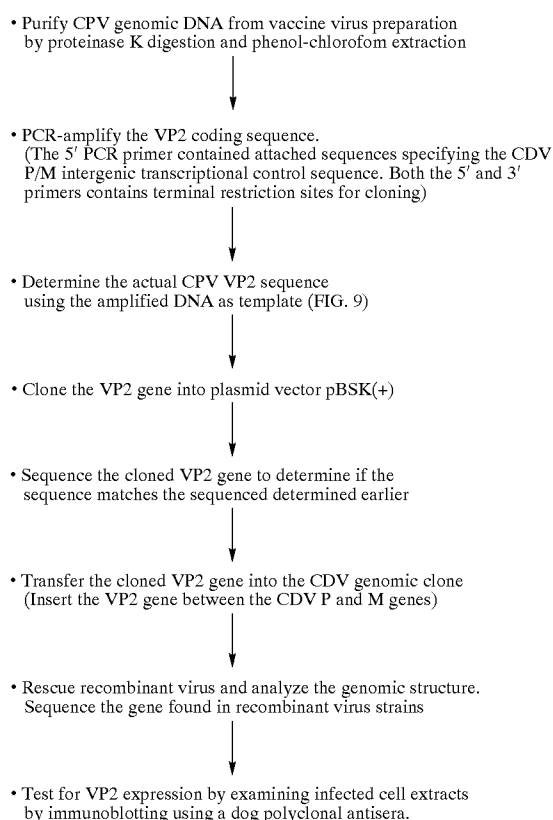 • Purify CPV genomic DNA from vaccine virus preparation
by proteinase K digestion and phenol-chlorofom extraction
• PCR-amplify the VP2 coding sequence.
(The 5′ PCR primer contained attached sequences specifying the CDV
P/M intergenic transcriptional control sequence. Both the 5′ and 3′
primers contains terminal restriction sites for cloning)
• Determine the actual CPV VP2 sequence
using the amplified DNA as template (FIG. 9)
• Clone the VP2 gene into plasmid vector pBSK(+)
• Sequence the cloned VP2 gene to determine if the
sequence matches the sequenced determined earlier
• Transfer the cloned VP2 gene into the CDV genomic clone
(Insert the VP2 gene between the CDV P and M genes)
• Rescue recombinant virus and analyze the genomic structure.
Sequence the gene found in recombinant virus strains
• Test for VP2 expression by examining infected cell extracts
by immunoblotting using a dog polyclonal antisera.